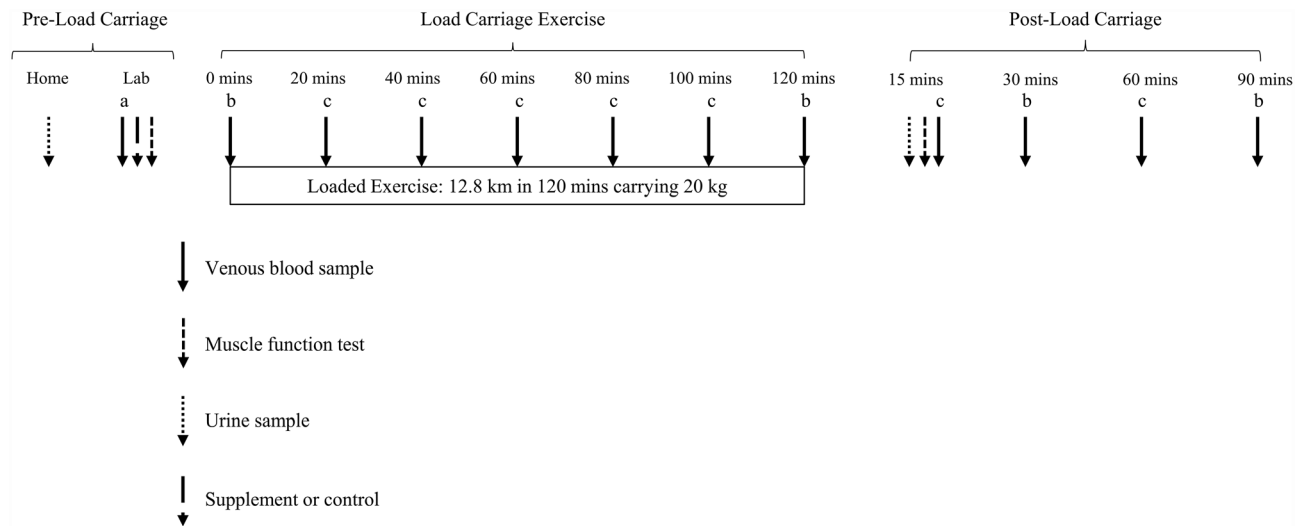 Pre-Load Carriage Load Carriage Exercise Post-Load Carriage
Home Lab 0 mins 20 mins 40 mins 60 mins 80 mins 100 mins 120 mins 15 mins 30 mins 60 mins 90 mins
a b c c c c c b c b c b
Loaded Exercise: 12.8 km in 120 mins carrying 20 kg
Venous blood sample
Muscle function test
Urine sample
Supplement or control